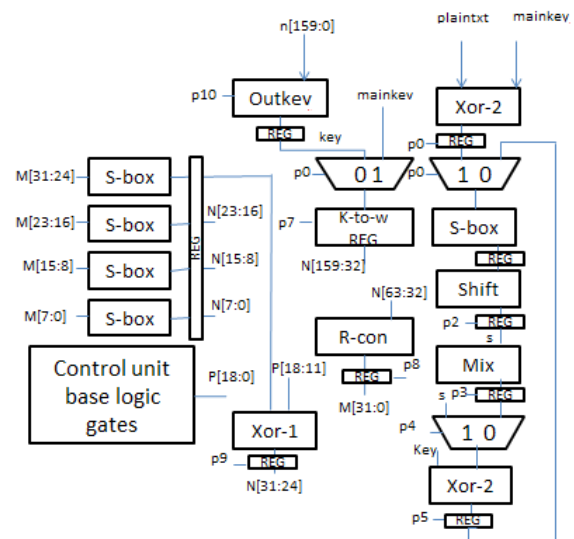 n[159:0]
plaintxt
mainkey
p10
Outkev
mainkev
Xor-2
REG
key
p0
REG
p0
0 1
p0
1 0
M[31:24]
S-box
M[23:16]
S-box
N[23:16]
REG
p7
K-to-w
REG
S-box
M[15:8]
S-box
N[15:8]
N[159:32]
REG
M[7:0]
S-box
N[7:0]
N[63:32]
Shift
R-con
p2
REG
s
Control unit
base logic
gates
P[18:0]
P[18:11]
REG
p8
Mix
M[31:0]
s
p3
REG
Xor-1
p4
1 0
p9
REG
Key
N[31:24]
Xor-2
p5
REG